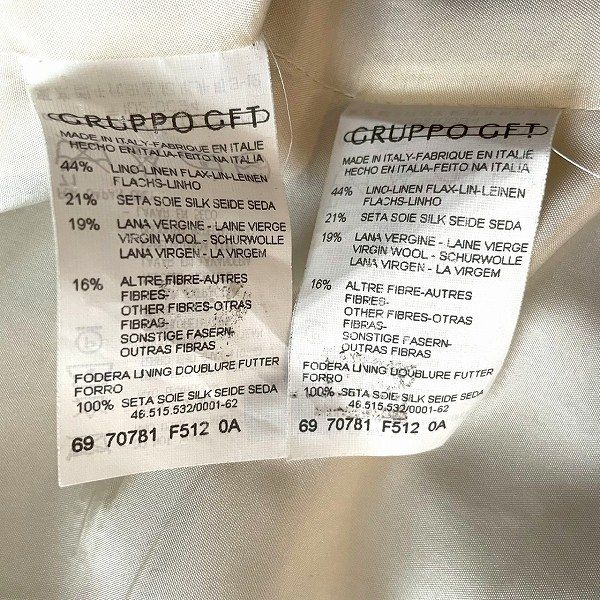 GRUPPO GFT
MADE IN ITALY-FABRIQUE EN ITALIE
HECHO EN ITALIA-FEITO NA ITALIA
44% LINO-LINEN FLAX-LIN-LEINEN
FLACHS-LINHO
21% SETA SOIE SILK SEIDE SEDA
19% LANA VERGINE - LAINE VIERGE
VIRGIN WOOL - SCHURWOLLE
LANA VIRGEN - LA VIRGEM
16% ALTRE FIBRE-AUTRES
FIBRES-
OTHER FIBRES-OTRAS
FIBRAS-
SONSTIGE FASERN-
OUTRAS FIBRAS
FODERA LINING DOUBLURE FUTTER
FORRO
100% SETA SOIE SILK SEIDE SEDA
46.515.532/0001-62
69 70781 F512 0A
GRUPPO GFT
MADE IN ITALY-FABRIQUE EN ITALIE
HECHO EN ITALIA-FEITO NA ITALIA
44% LINO-LINEN FLAX-LIN-LEINEN
FLACHS-LINHO
21% SETA SOIE SILK SEIDE SEDA
19% LANA VERGINE - LAINE VIERGE
VIRGIN WOOL - SCHURWOLLE
LANA VIRGEN - LA VIRGEM
16% ALTRE FIBRE-AUTRES
FIBRES-
OTHER FIBRES-OTRAS
FIBRAS-
SONSTIGE FASERN-
OUTRAS FIBRAS
FODERA LINING DOUBLURE FUTTER
FORRO
100% SETA SOIE SILK SEIDE SEDA
46.515.532/0001-62
69 70781 F512 0A